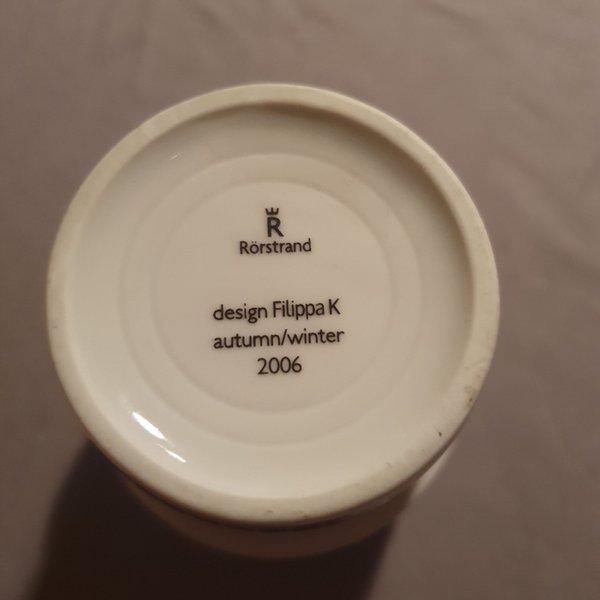 R
Rörstrand
design Filippa K
autumn/winter
2006